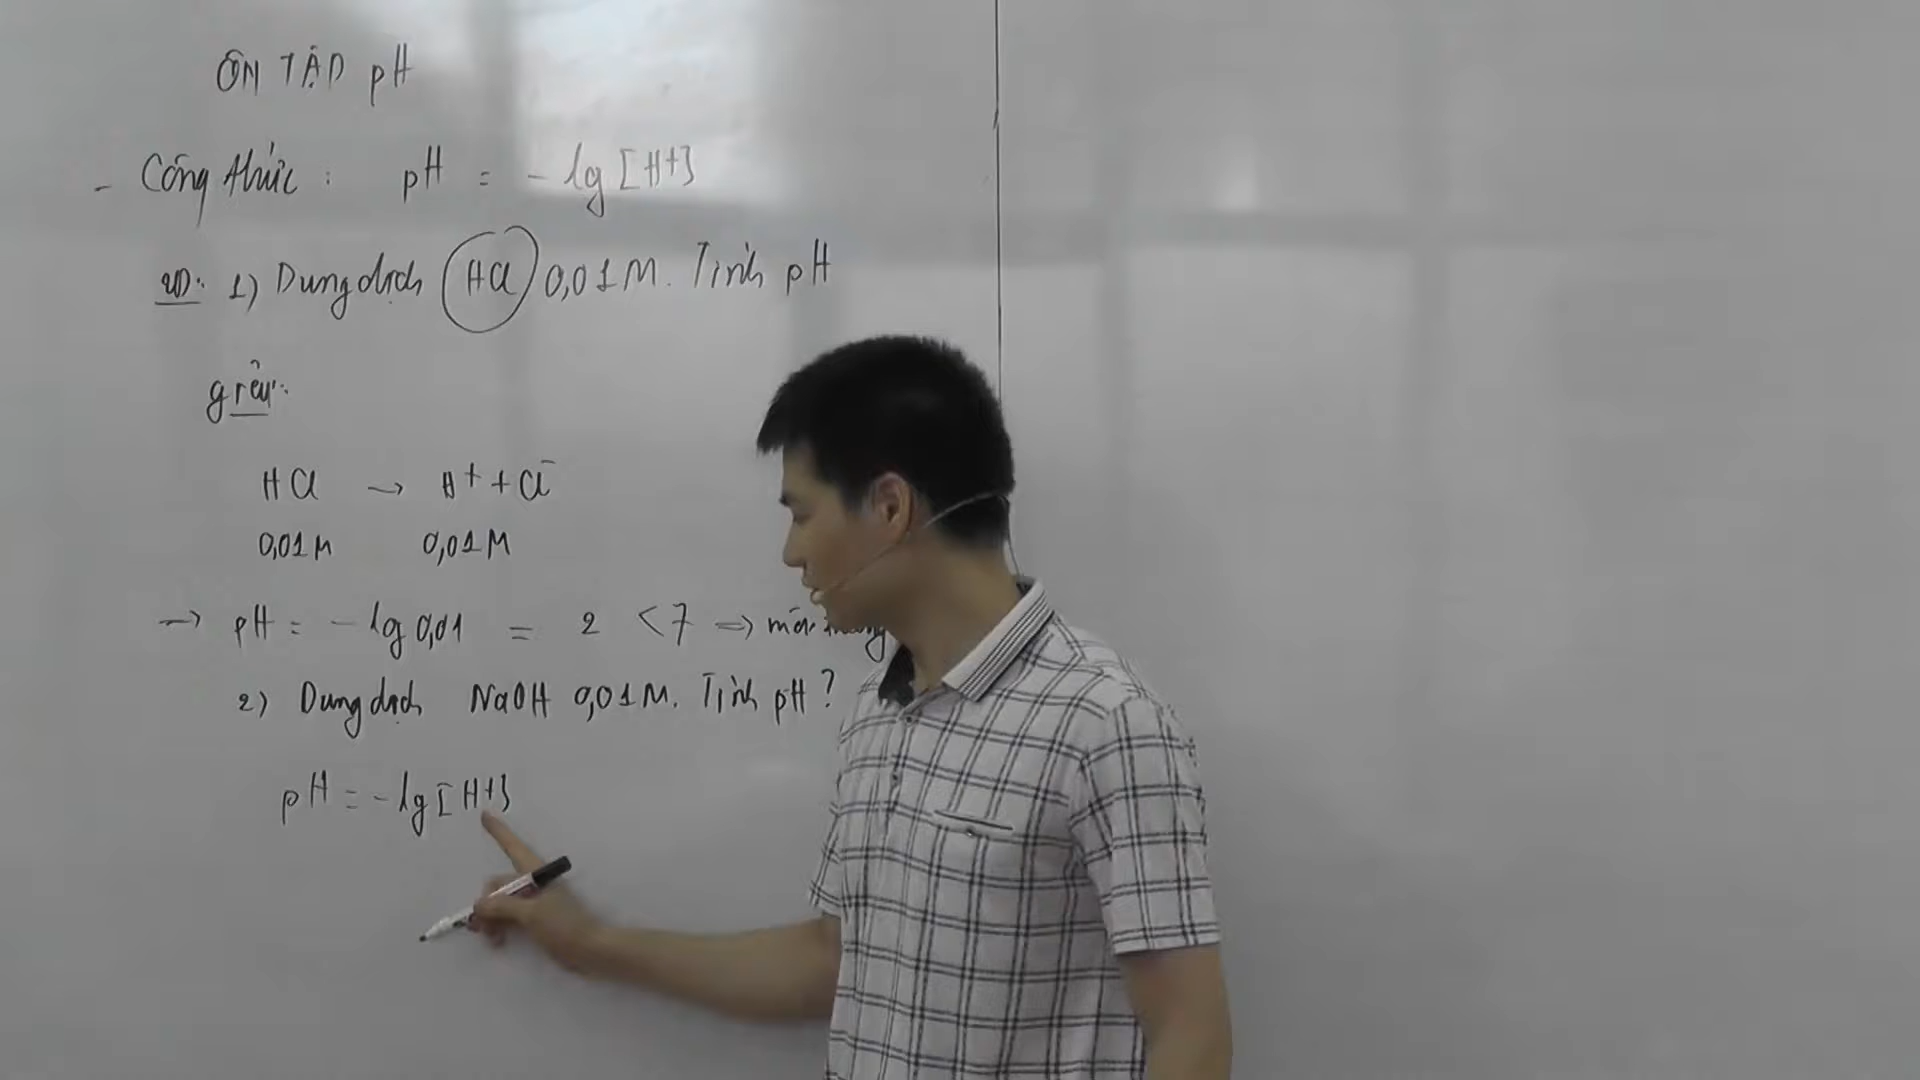 ÔN TẬP pH
- Công thức : pH = - lg [H+]
VD: 1) Dung dịch HCl 0,01M. Tính pH
giải:
HCl → H+ + Cl-
0,01M 0,01M
→ pH = - lg 0,01 = 2 < 7 → môi
2) Dung dịch NaOH 0,01M. Tính pH?
pH = - lg [H+]